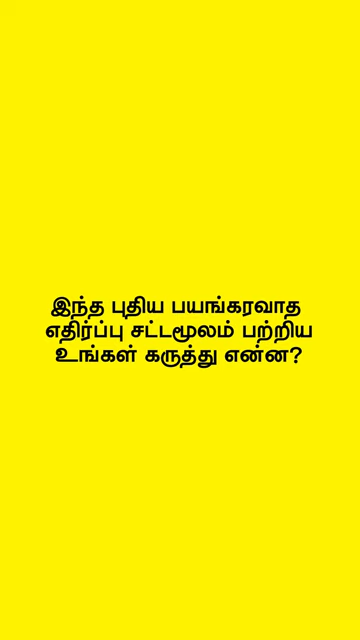 இந்த புதிய பயங்கரவாத
எதிர்ப்பு சட்டமூலம் பற்றிய
உங்கள் கருத்து என்ன?